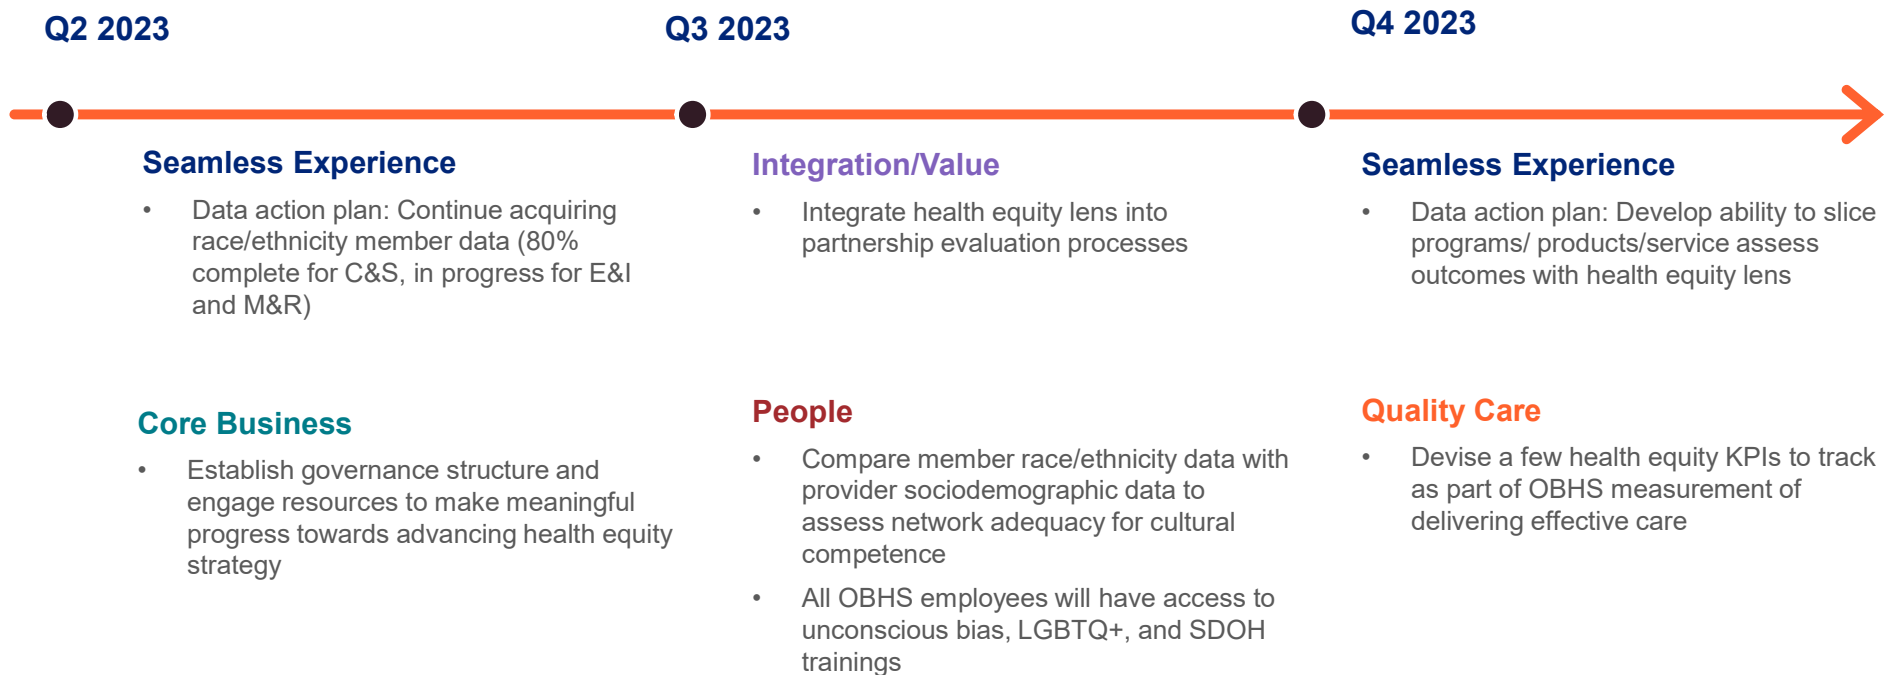 Q2 2023
Q3 2023
Q4 2023
Seamless Experience
• Data action plan: Continue acquiring
race/ethnicity member data (80%
complete for C&S, in progress for E&I
and M&R)
Core Business
• Establish governance structure and
engage resources to make meaningful
progress towards advancing health equity
strategy
Integration/Value
• Integrate health equity lens into
partnership evaluation processes
People
• Compare member race/ethnicity data with
provider sociodemographic data to
assess network adequacy for cultural
competence
• All OBHS employees will have access to
unconscious bias, LGBTQ+, and SDOH
trainings
Seamless Experience
• Data action plan: Develop ability to slice
programs/ products/service assess
outcomes with health equity lens
Quality Care
• Devise a few health equity KPIs to track
as part of OBHS measurement of
delivering effective care